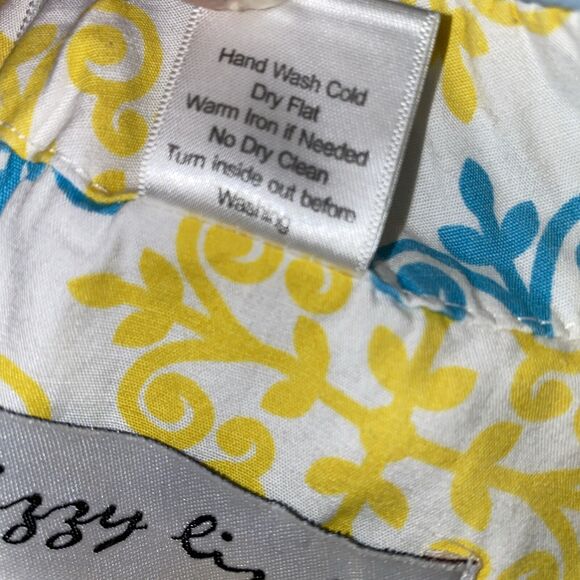 Hand Wash Cold
Dry Flat
Warm Iron if Needed
No Dry Clean
Turn inside out before
Washing